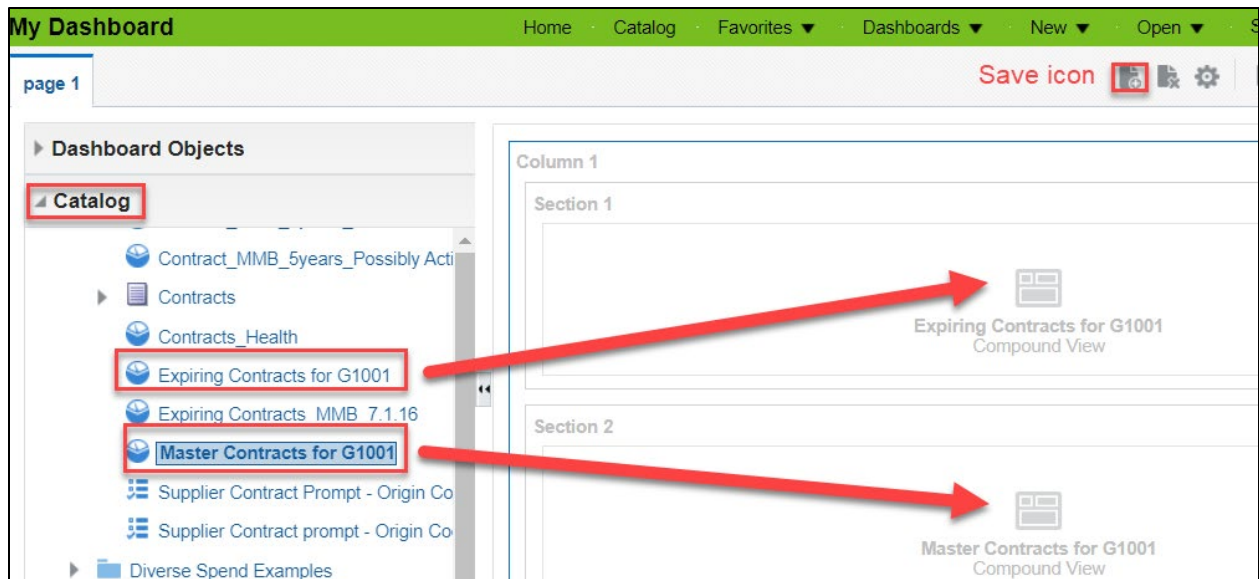 My Dashboard
Home Catalog Favorites Dashboards New Open
page 1
Save icon
Dashboard Objects
Catalog
Contract_MMB_5years_Possibly Acti
Contracts
Contracts_Health
Expiring Contracts for G1001
Expiring Contracts_MMB_7.1.16
Master Contracts for G1001
Supplier Contract Prompt - Origin Co
Supplier Contract prompt - Origin Co
Diverse Spend Examples
Column 1
Section 1
Expiring Contracts for G1001
Compound View
Section 2
Master Contracts for G1001
Compound View